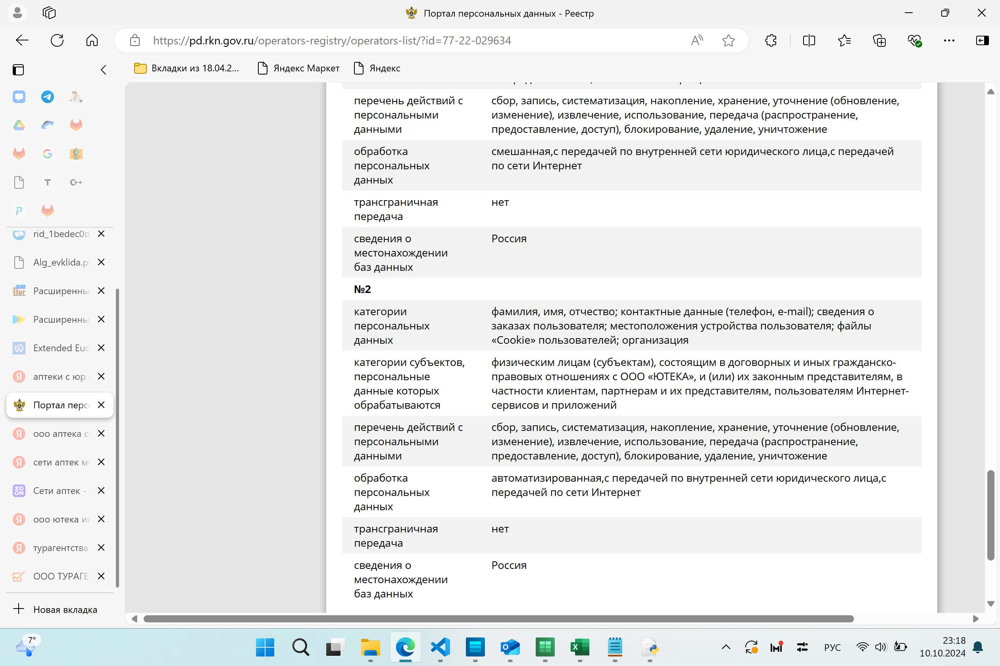 Портал персональных данных - Реестр
https://pd.rkn.gov.ru/operators-registry/operators-list/?id=77-22-029634
Вкладки из 18.04.2...
Яндекс Маркет
Яндекс
rid_1bedec0d
Alg_evklida.pd
Расширенны
Расширенны
Extended Euc
аптеки с юр а
Портал персо
ооо аптека ст
сети аптек мо
Сети аптек -
ооо ютека ин
турагентства
ООО ТУРАГЕ
Новая вкладка
T
C++
P
перечень действий с
персональными
данными
сбор, запись, систематизация, накопление, хранение, уточнение (обновление,
изменение), извлечение, использование, передача (распространение,
предоставление, доступ), блокирование, удаление, уничтожение
обработка
персональных
данных
смешанная,с передачей по внутренней сети юридического лица,с передачей
по сети Интернет
трансграничная
передача
нет
сведения о
местонахождении
баз данных
Россия
№2
категории
персональных
данных
фамилия, имя, отчество; контактные данные (телефон, e-mail); сведения о
заказах пользователя; местоположения устройства пользователя; файлы
«Cookie» пользователей; организация
категории субъектов,
персональные
данные которых
обрабатываются
физическим лицам (субъектам), состоящим в договорных и иных гражданско-
правовых отношениях с ООО «ЮТЕКА», и (или) их законным представителям, в
частности клиентам, партнерам и их представителям, пользователям Интернет-
сервисов и приложений
перечень действий с
персональными
данными
сбор, запись, систематизация, накопление, хранение, уточнение (обновление,
изменение), извлечение, использование, передача (распространение,
предоставление, доступ), блокирование, удаление, уничтожение
обработка
персональных
данных
автоматизированная,с передачей по внутренней сети юридического лица,с
передачей по сети Интернет
трансграничная
передача
нет
сведения о
местонахождении
баз данных
Россия
7°
РУС
23:18
10.10.2024